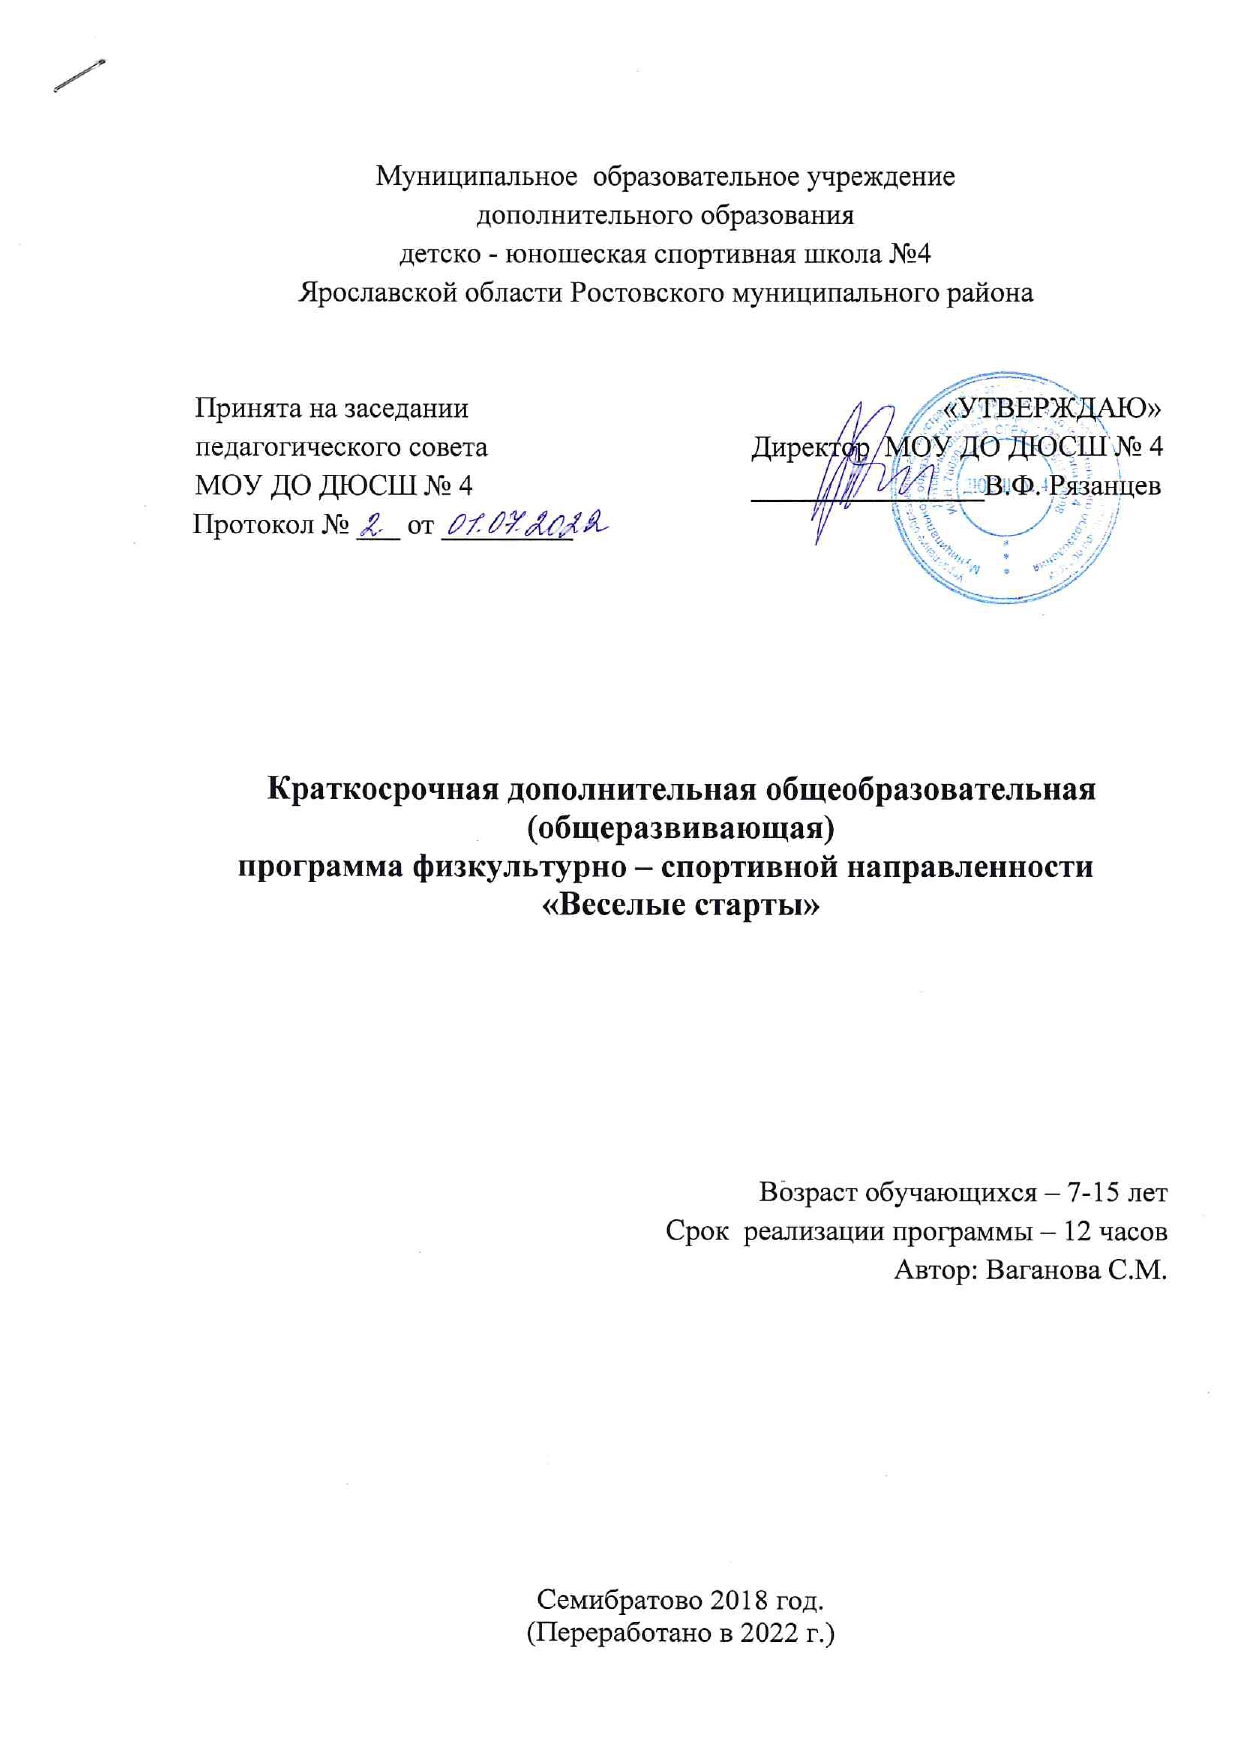 Муниципальное образовательное учреждение
дополнительного образования
детско - юношеская спортивная школа №4
Ярославской области Ростовского муниципального района
Принята на заседании
педагогического совета
МОУ ДО ДЮСШ № 4
Протокол № 2 от 01.07.2022
«УТВЕРЖДАЮ»
Директор МОУ ДО ДЮСШ № 4
В.Ф. Рязанцев
Краткосрочная дополнительная общеобразовательная
(общеразвивающая)
программа физкультурно – спортивной направленности
«Веселые старты»
Возраст обучающихся – 7-15 лет
Срок реализации программы – 12 часов
Автор: Ваганова С.М.
Семибратово 2018 год.
(Переработано в 2022 г.)